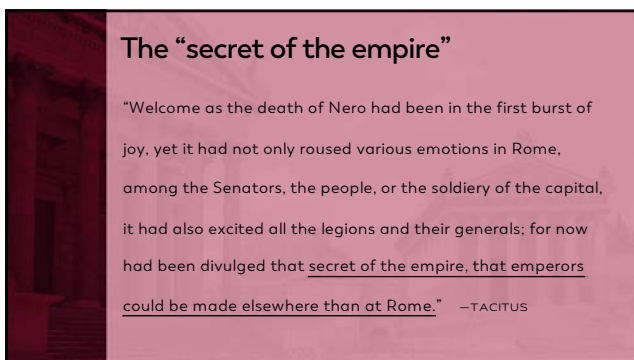 The “secret of the empire”
“Welcome as the death of Nero had been in the first burst of
joy, yet it had not only roused various emotions in Rome,
among the Senators, the people, or the soldiery of the capital,
it had also excited all the legions and their generals; for now
had been divulged that secret of the empire, that emperors
could be made elsewhere than at Rome.” —TACITUS